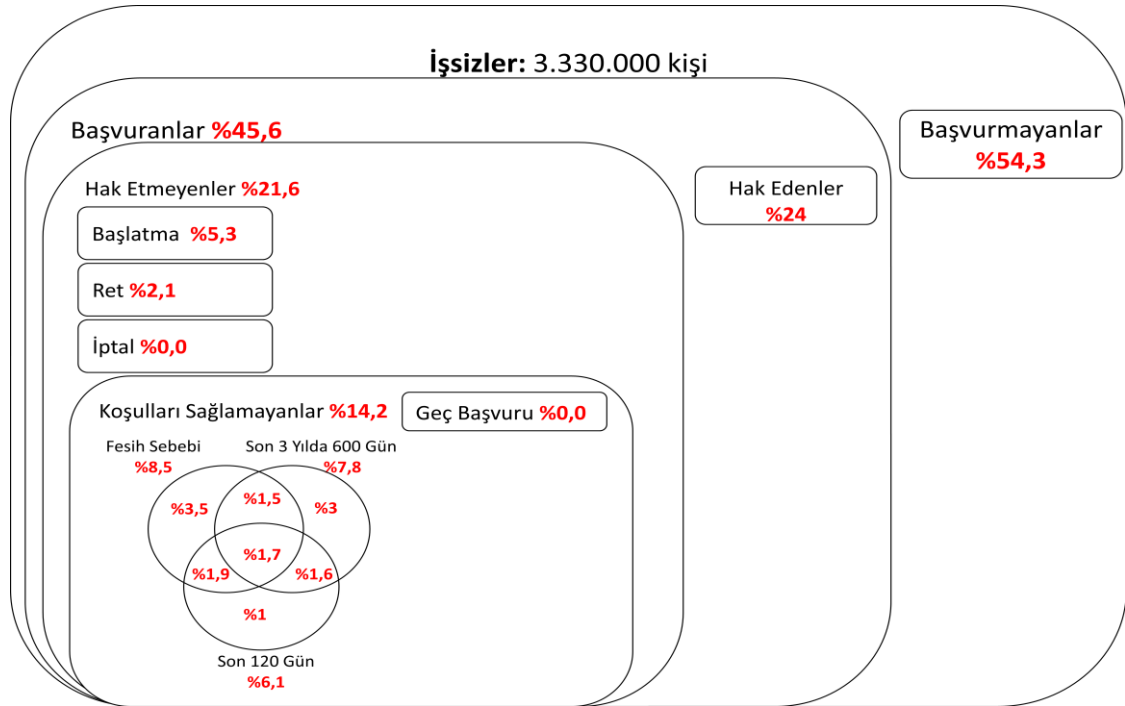 İşsizler: 3.330.000 kişi
Başvuranlar %45,6
Başvurmayanlar
%54,3
Hak Etmeyenler %21,6
Hak Edenler
%24
Başlatma %5,3
Ret %2,1
İptal %0,0
Koşulları Sağlamayanlar %14,2
Geç Başvuru %0,0
Fesih Sebebi
%8,5
Son 3 Yılda 600 Gün
%7,8
%3,5
%1,5
%3
%1,7
%1,9
%1,6
%1
Son 120 Gün
%6,1